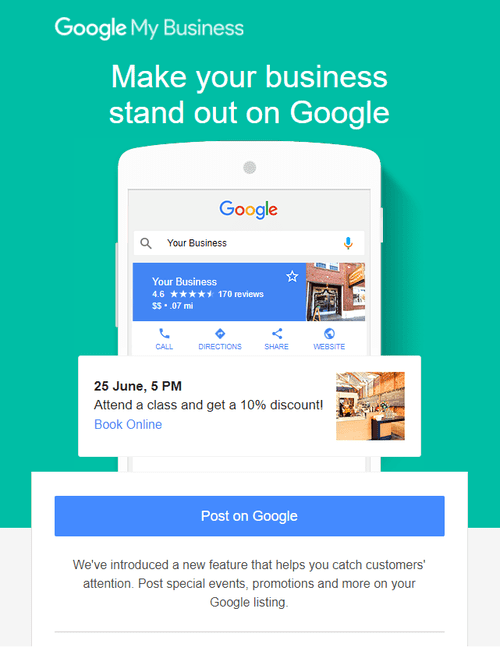 Google My Business
Make your business
stand out on Google
Google
Your Business
Your Business
4.6 ★★★★★ 170 reviews
$$ • .07 mi
CALL DIRECTIONS SHARE WEBSITE
25 June, 5 PM
Attend a class and get a 10% discount!
Book Online
Post on Google
We've introduced a new feature that helps you catch customers'
attention. Post special events, promotions and more on your
Google listing.